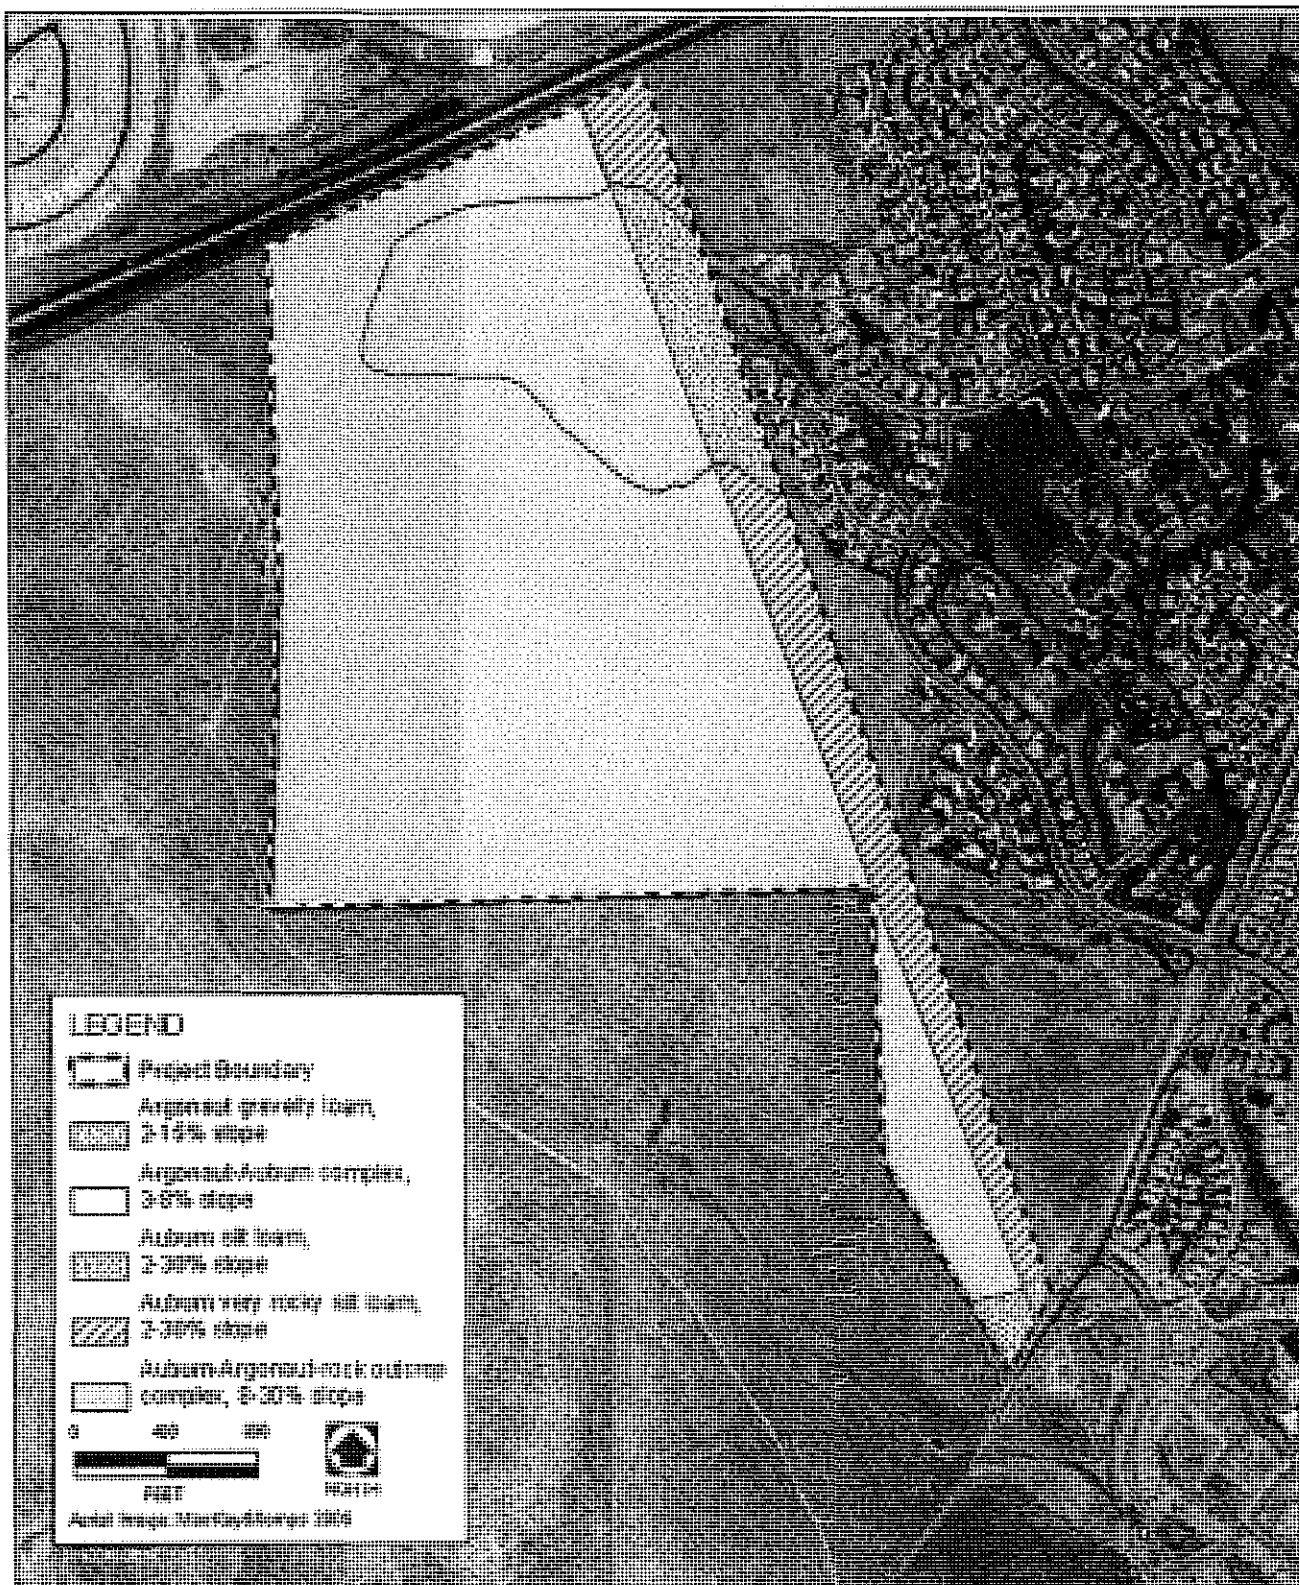 LEGEND
Project Boundary
Argonaut gravelly loam,
2-15% slope
Argonaut-Auburn complex,
3-8% slope
Auburn silt loam,
2-30% slope
Auburn very rocky silt loam,
2-30% slope
Auburn-Argonaut-rock outcrop
complex, 8-30% slope
0
FEET
NORTH
Aerial Image: